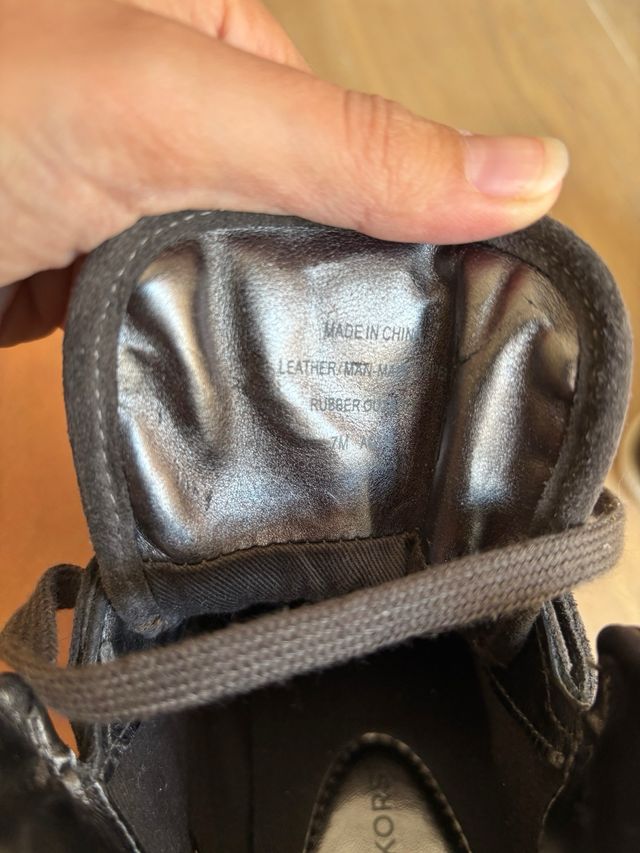 MADE IN CHIN
LEATHER/MAN-MA
RUBBER OU
7M A
KORS